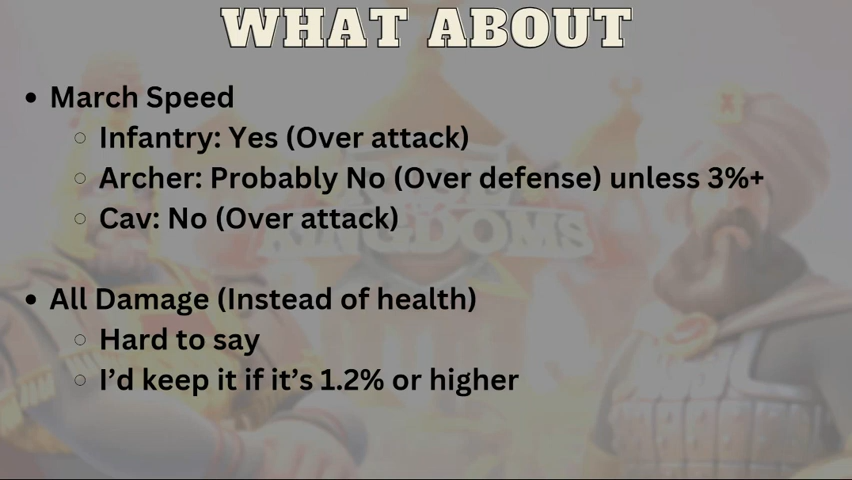 WHAT ABOUT
• March Speed
○ Infantry: Yes (Over attack)
○ Archer: Probably No (Over defense) unless 3%+
○ Cav: No (Over attack)
• All Damage (Instead of health)
○ Hard to say
○ I’d keep it if it’s 1.2% or higher
KINGDOMS